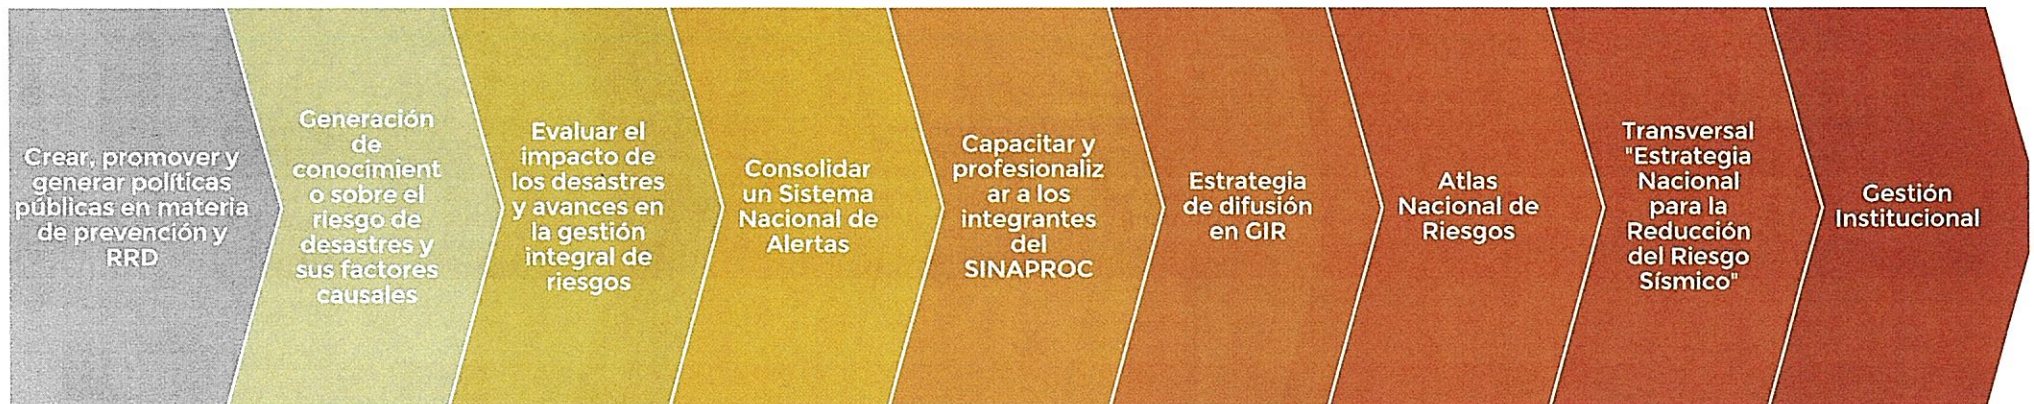 Crear, promover y
generar políticas
públicas en materia
de prevención y
RRD
Generación
de
conocimient
o sobre el
riesgo de
desastres y
sus factores
causales
Evaluar el
impacto de
los desastres
y avances en
la gestión
integral de
riesgos
Consolidar
un Sistema
Nacional de
Alertas
Capacitar y
profesionaliz
ar a los
integrantes
del
SINAPROC
Estrategia
de difusión
en GIR
Atlas
Nacional de
Riesgos
Transversal
"Estrategia
Nacional
para la
Reducción
del Riesgo
Sísmico"
Gestión
Institucional